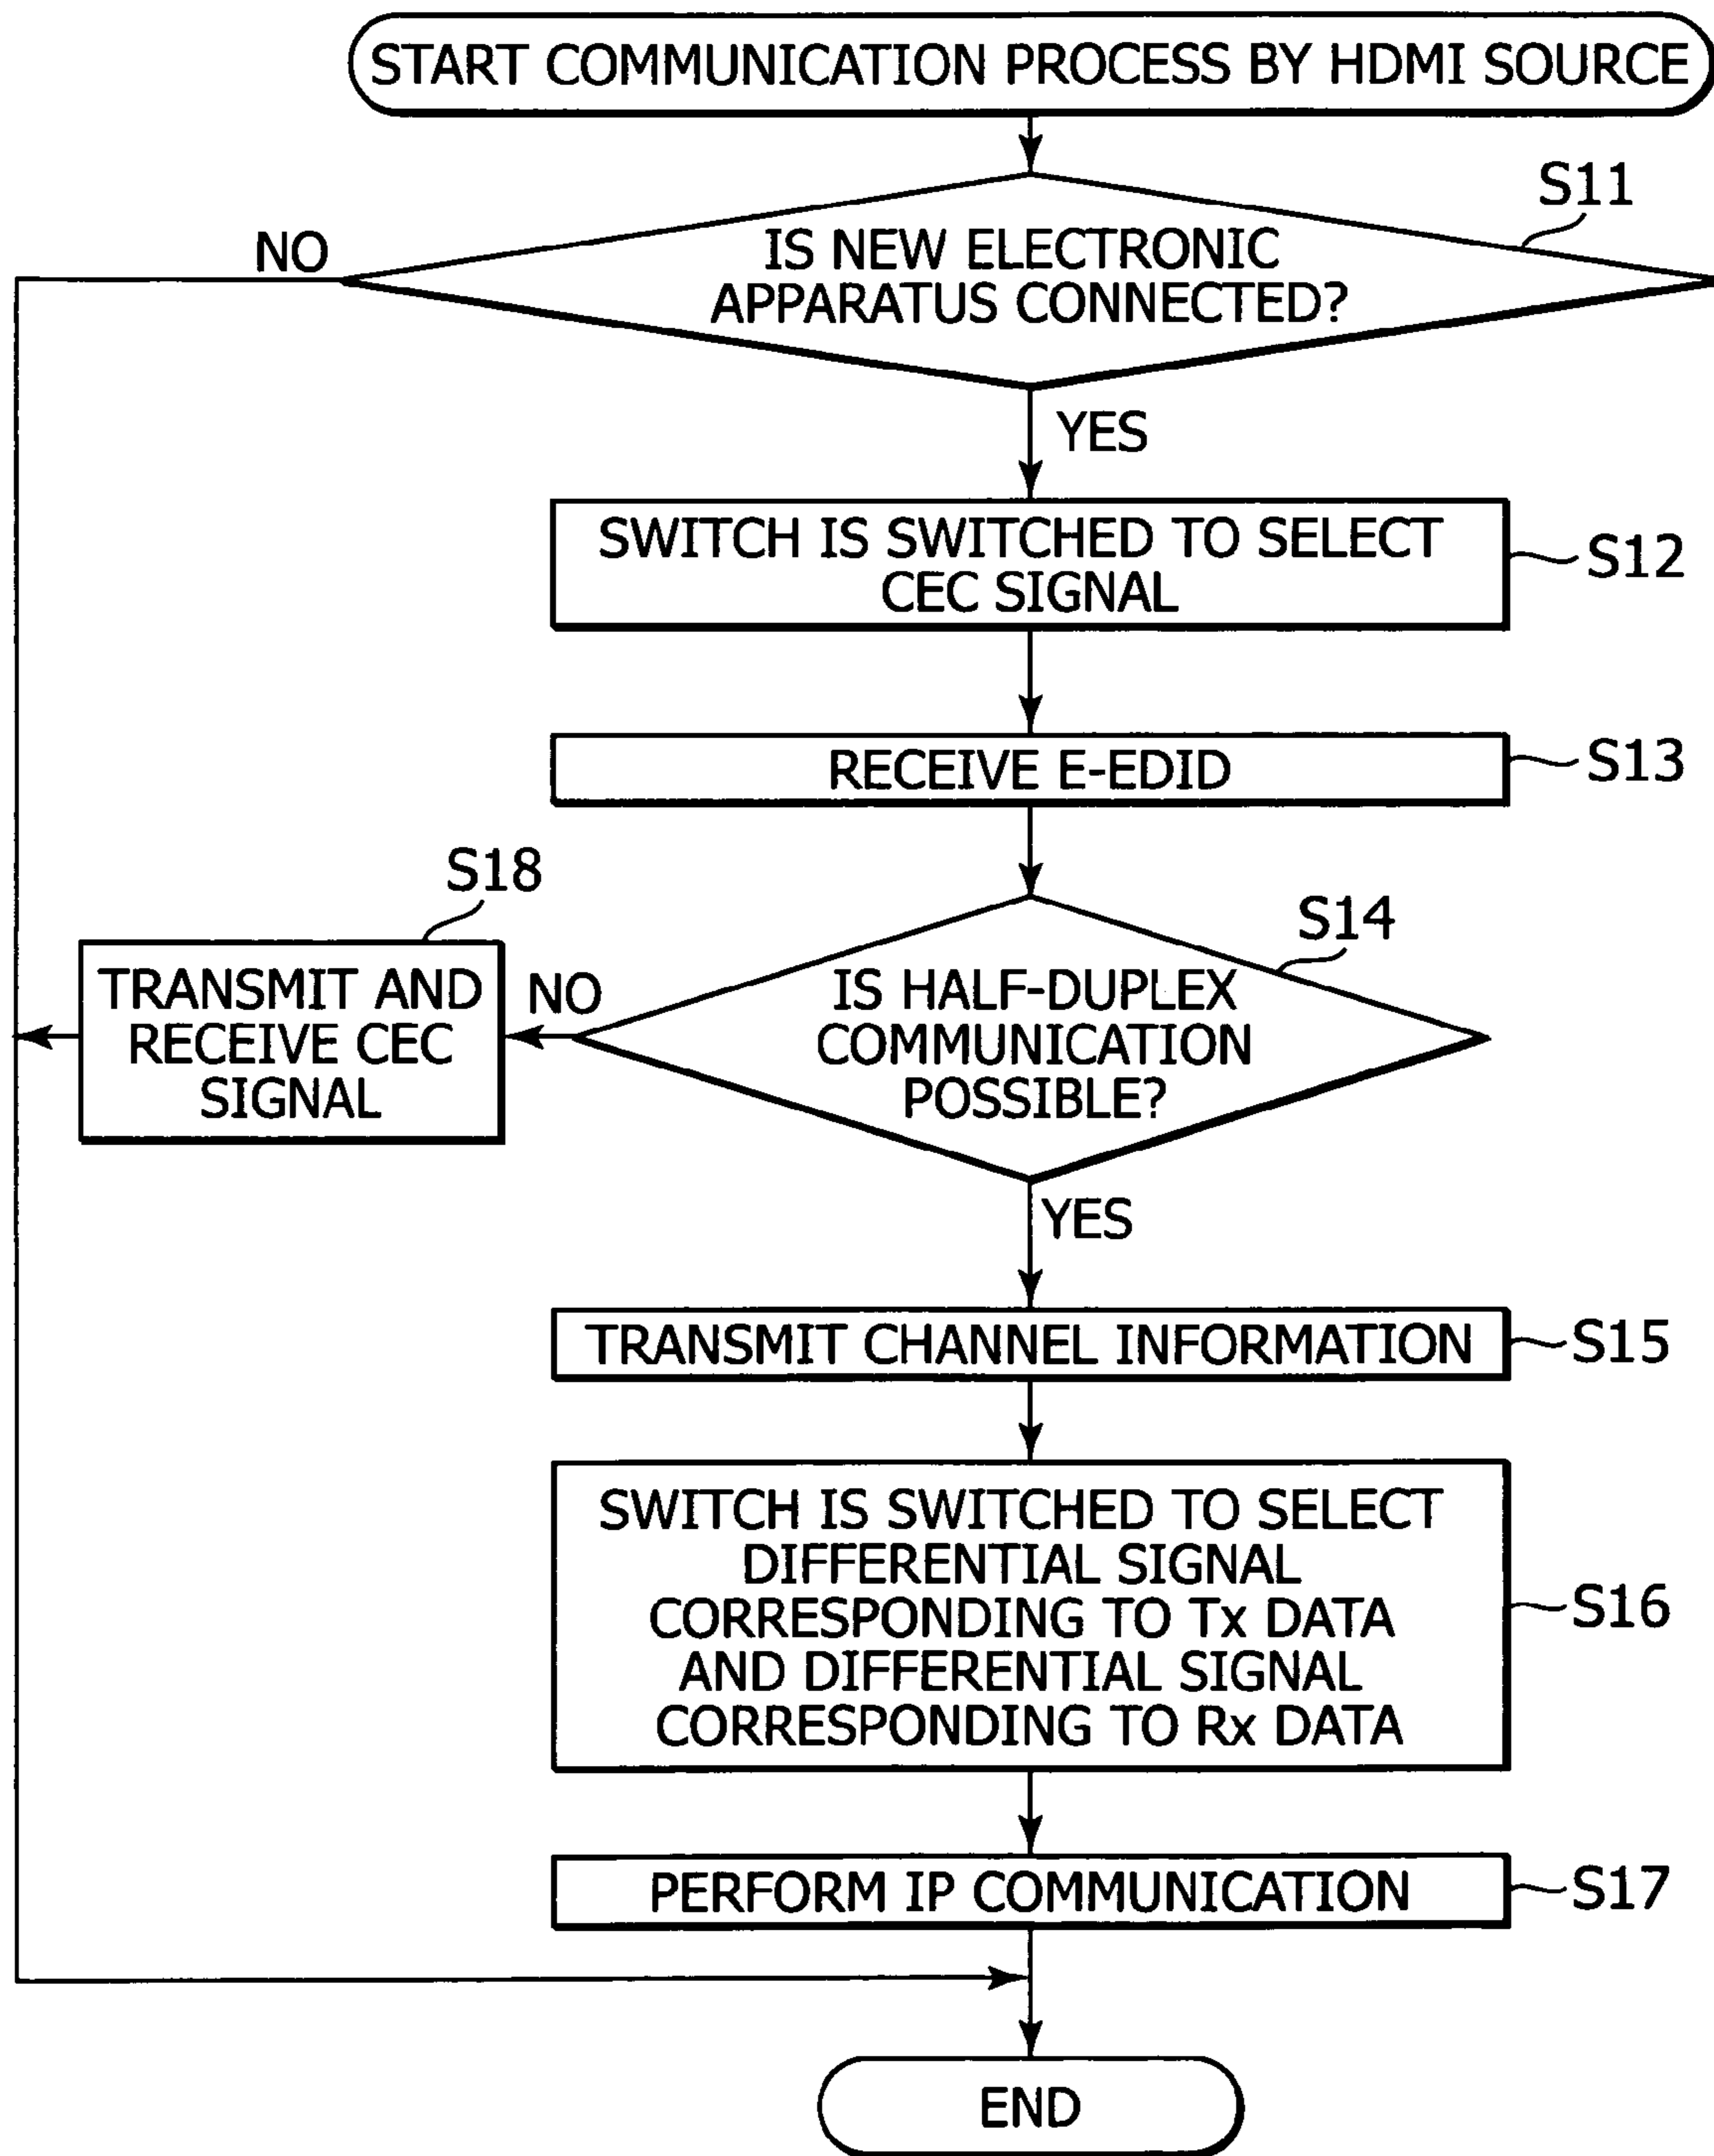 START COMMUNICATION PROCESS BY HDMI SOURCE
S11
NO
IS NEW ELECTRONIC
APPARATUS CONNECTED?
YES
SWITCH IS SWITCHED TO SELECT
CEC SIGNAL
S12
RECEIVE E-EDID
S13
S18
S14
TRANSMIT AND
RECEIVE CEC
SIGNAL
NO
IS HALF-DUPLEX
COMMUNICATION
POSSIBLE?
YES
TRANSMIT CHANNEL INFORMATION
S15
SWITCH IS SWITCHED TO SELECT
DIFFERENTIAL SIGNAL
CORRESPONDING TO Tx DATA
AND DIFFERENTIAL SIGNAL
CORRESPONDING TO Rx DATA
S16
PERFORM IP COMMUNICATION
S17
END